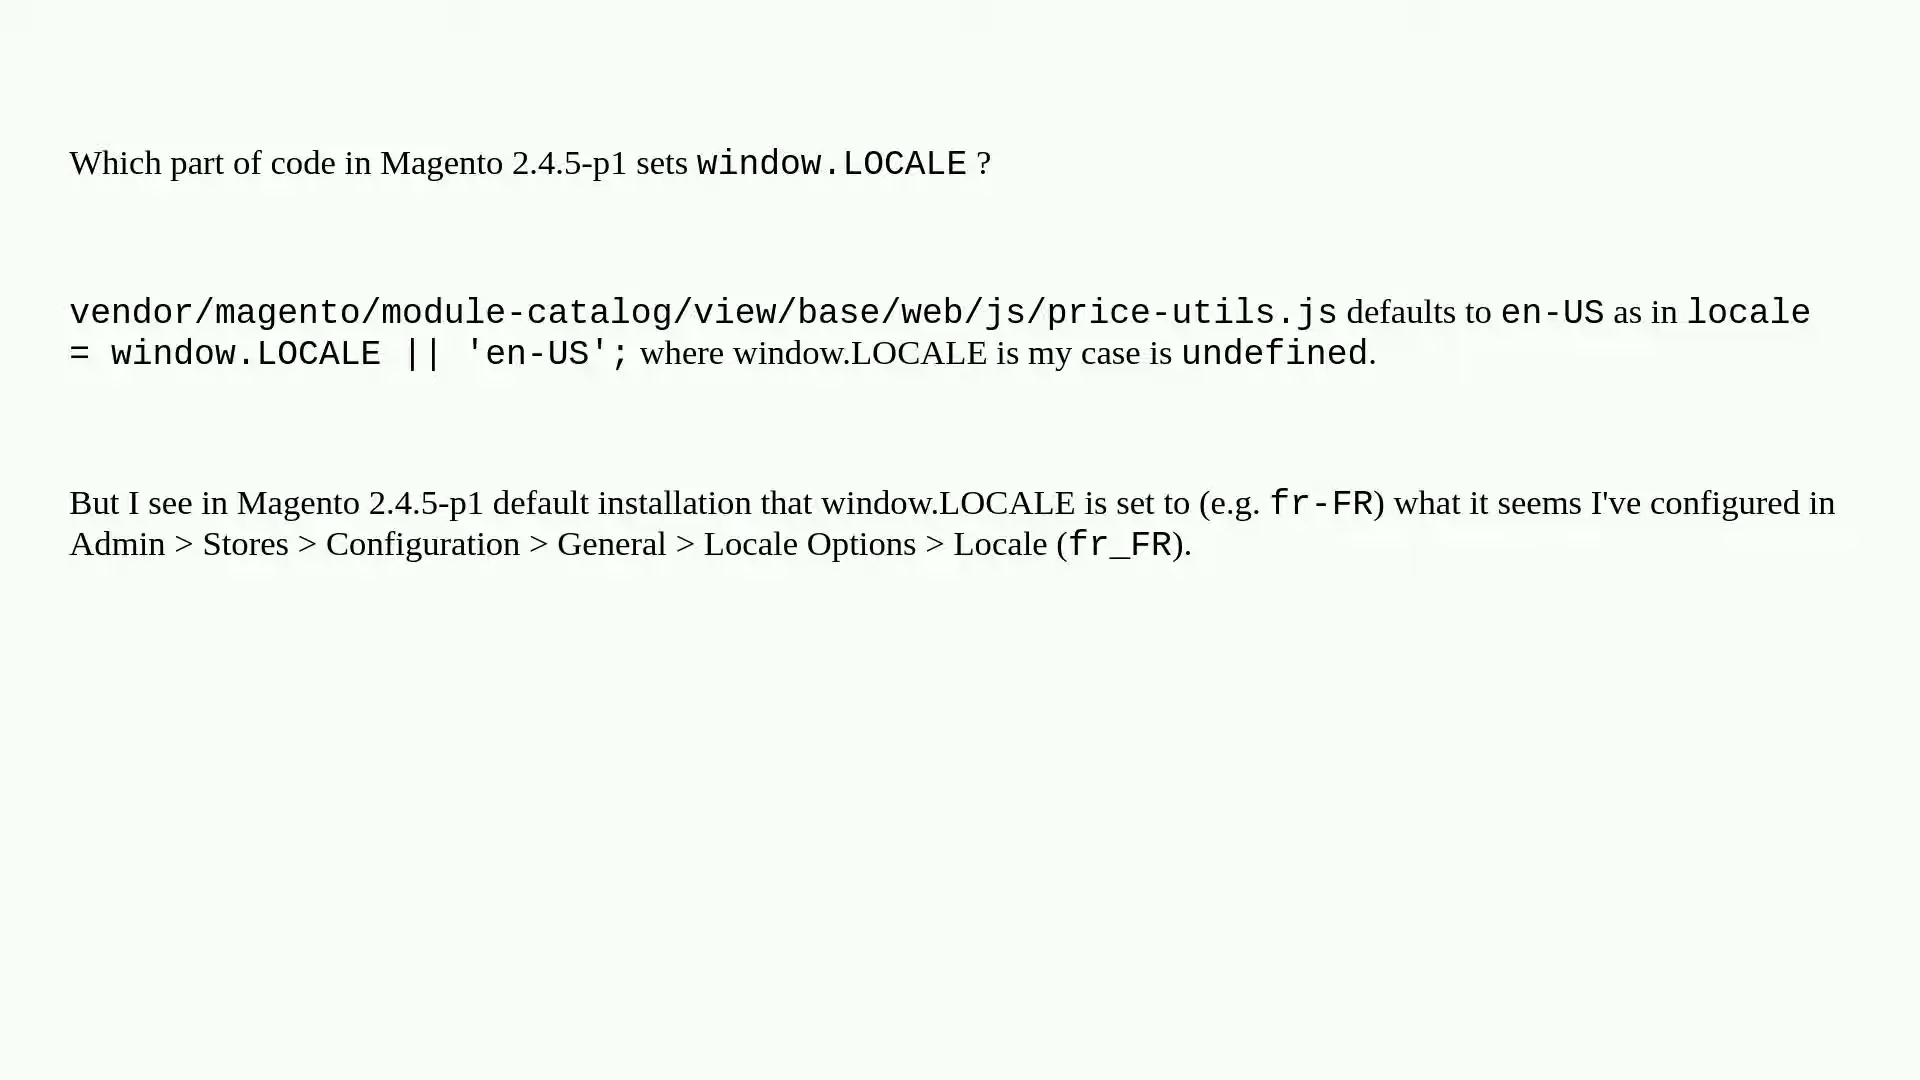 Which part of code in Magento 2.4.5-p1 sets window.LOCALE ?
vendor/magento/module-catalog/view/base/web/js/price-utils.js defaults to en-US as in locale
= window.LOCALE || 'en-US'; where window.LOCALE is my case is undefined.
But I see in Magento 2.4.5-p1 default installation that window.LOCALE is set to (e.g. fr-FR) what it seems I've configured in
Admin > Stores > Configuration > General > Locale Options > Locale (fr_FR).